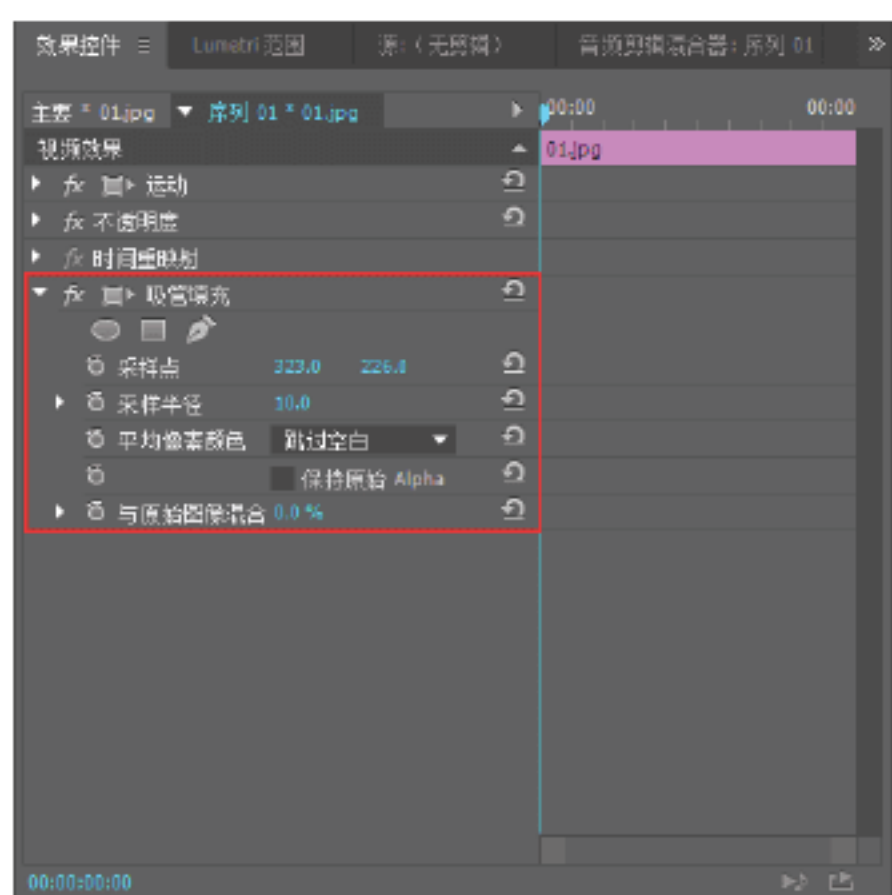 效果控件 Lumetri 范围 源:（无剪辑） 音频剪辑混合器: 序列 01
主要 * 01.jpg 序列 01 * 01.jpg 00:00 00:00
视频效果 01.jpg
fx 运动
fx 不透明度
fx 时间重映射
fx 吸管填充
采样点 323.0 226.0
采样半径 10.0
平均像素颜色 跳过空白
保持原始 Alpha
与原始图像混合 0.0 %
00:00:00:00